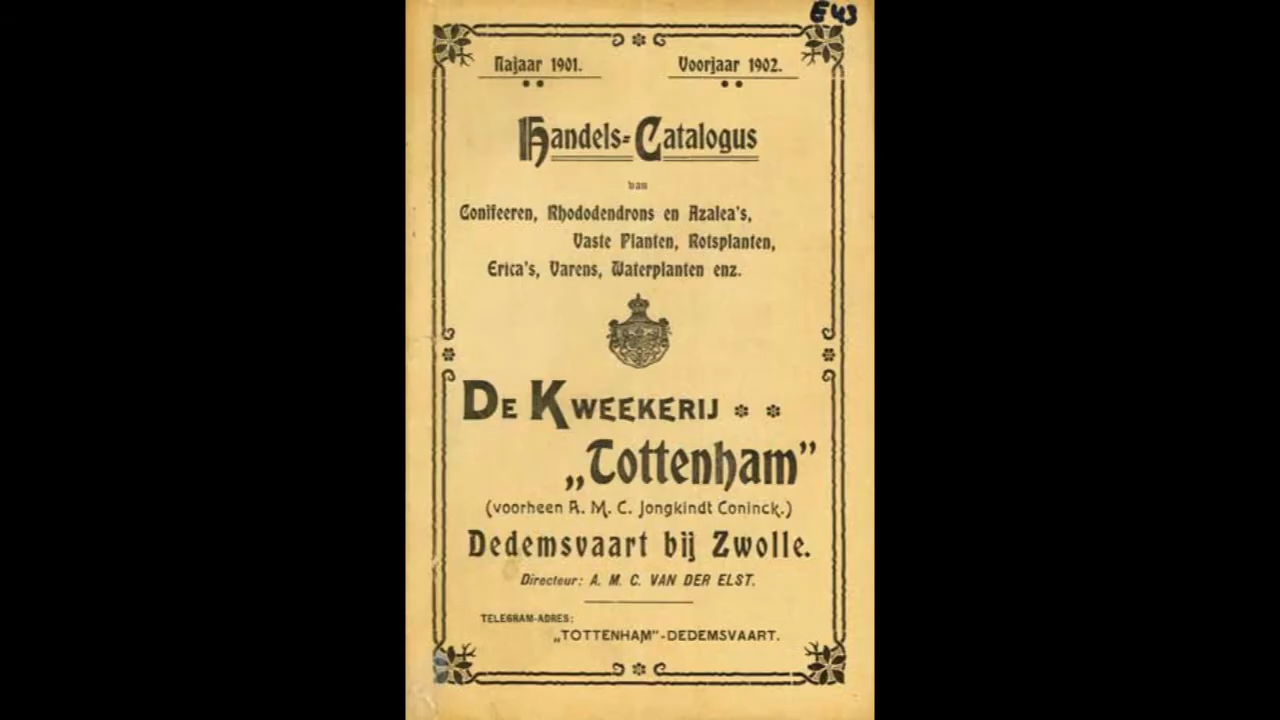 E43
Najaar 1901.
Voorjaar 1902.
Handels-Catalogus
van
Coniteeren, Rhododendrons en Azalea's,
Vaste Planten, Rotsplanten,
Erica's, Varens, Waterplanten enz.
DE KWEEKERIJ
„Tottenham”
(voorheen A. M. C. Jongkindt Coninck.)
Dedemsvaart bij Zwolle.
Directeur: A. M. C. VAN DER ELST.
TELEGRAM-ADRES:
„TOTTENHAM”-DEDEMSVAART.